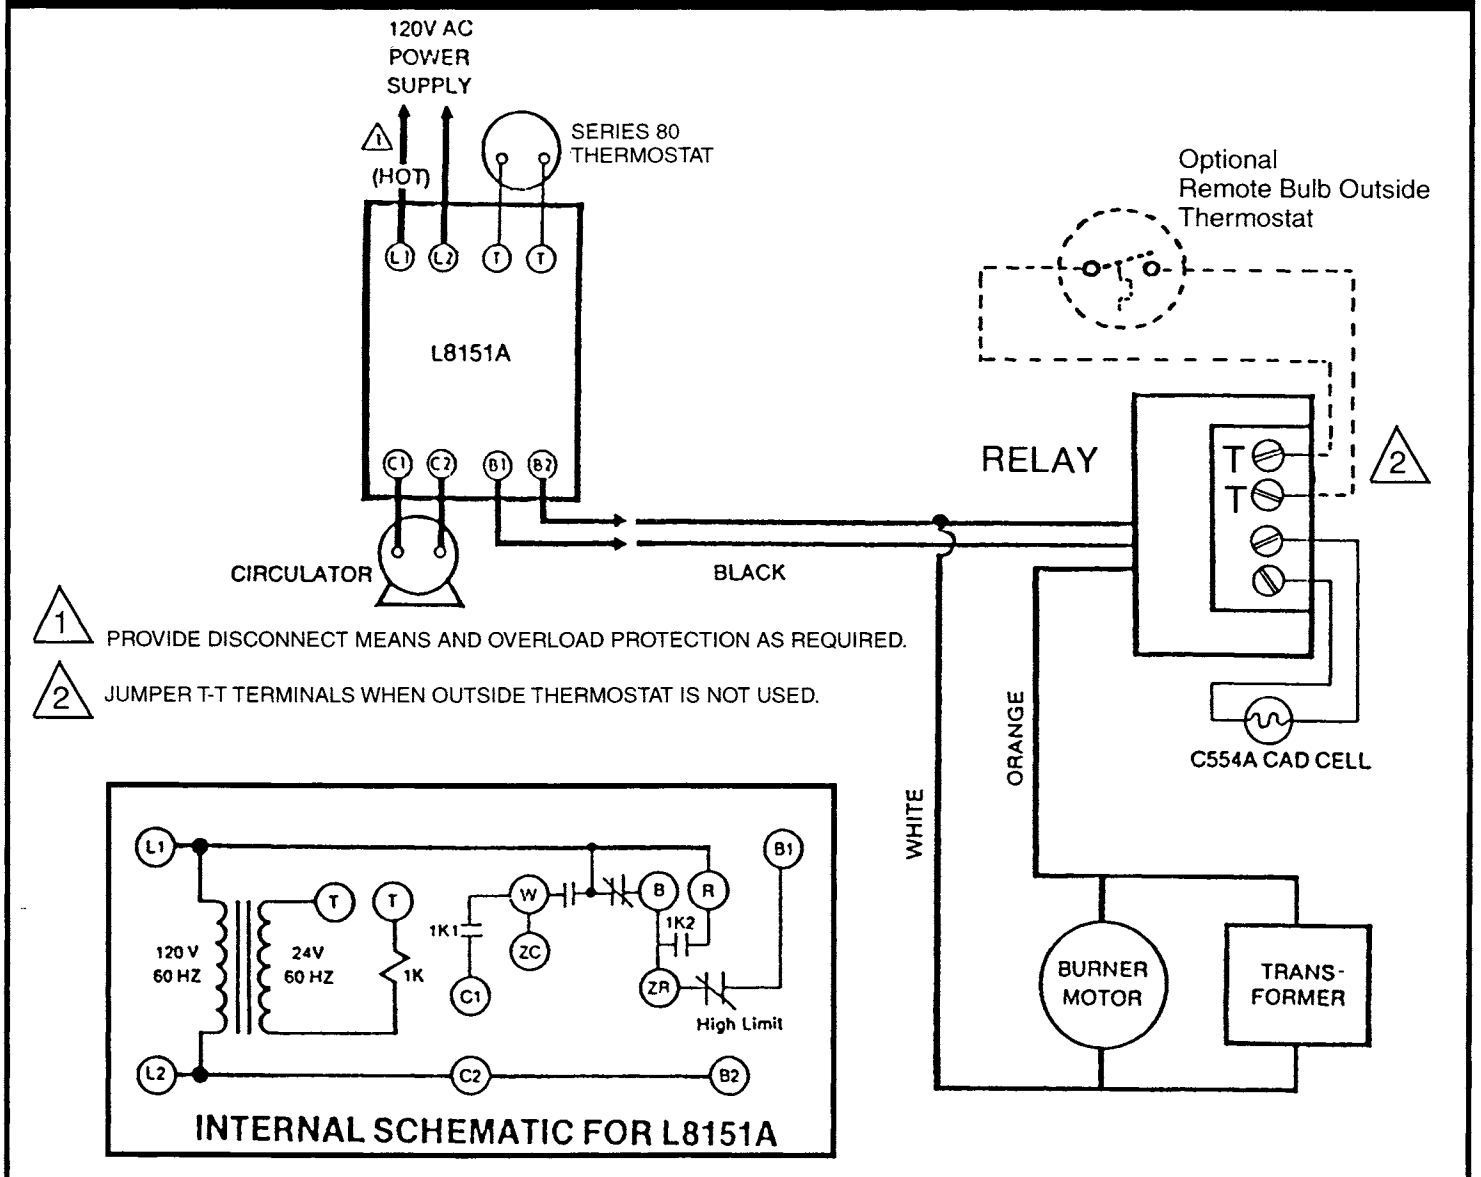 120V AC
POWER
SUPPLY
1
(HOT)
SERIES 80
THERMOSTAT
L1
L2
T
T
L8151A
C1
C2
B1
B2
CIRCULATOR
Optional
Remote Bulb Outside
Thermostat
RELAY
T
T
2
BLACK
1
PROVIDE DISCONNECT MEANS AND OVERLOAD PROTECTION AS REQUIRED.
2
JUMPER T-T TERMINALS WHEN OUTSIDE THERMOSTAT IS NOT USED.
C554A CAD CELL
ORANGE
WHITE
BURNER
MOTOR
TRANS-
FORMER
L1
B1
T
T
W
B
R
1K1
1K2
120 V
60 HZ
24V
60 HZ
1K
ZC
C1
ZR
High Limit
L2
C2
B2
INTERNAL SCHEMATIC FOR L8151A